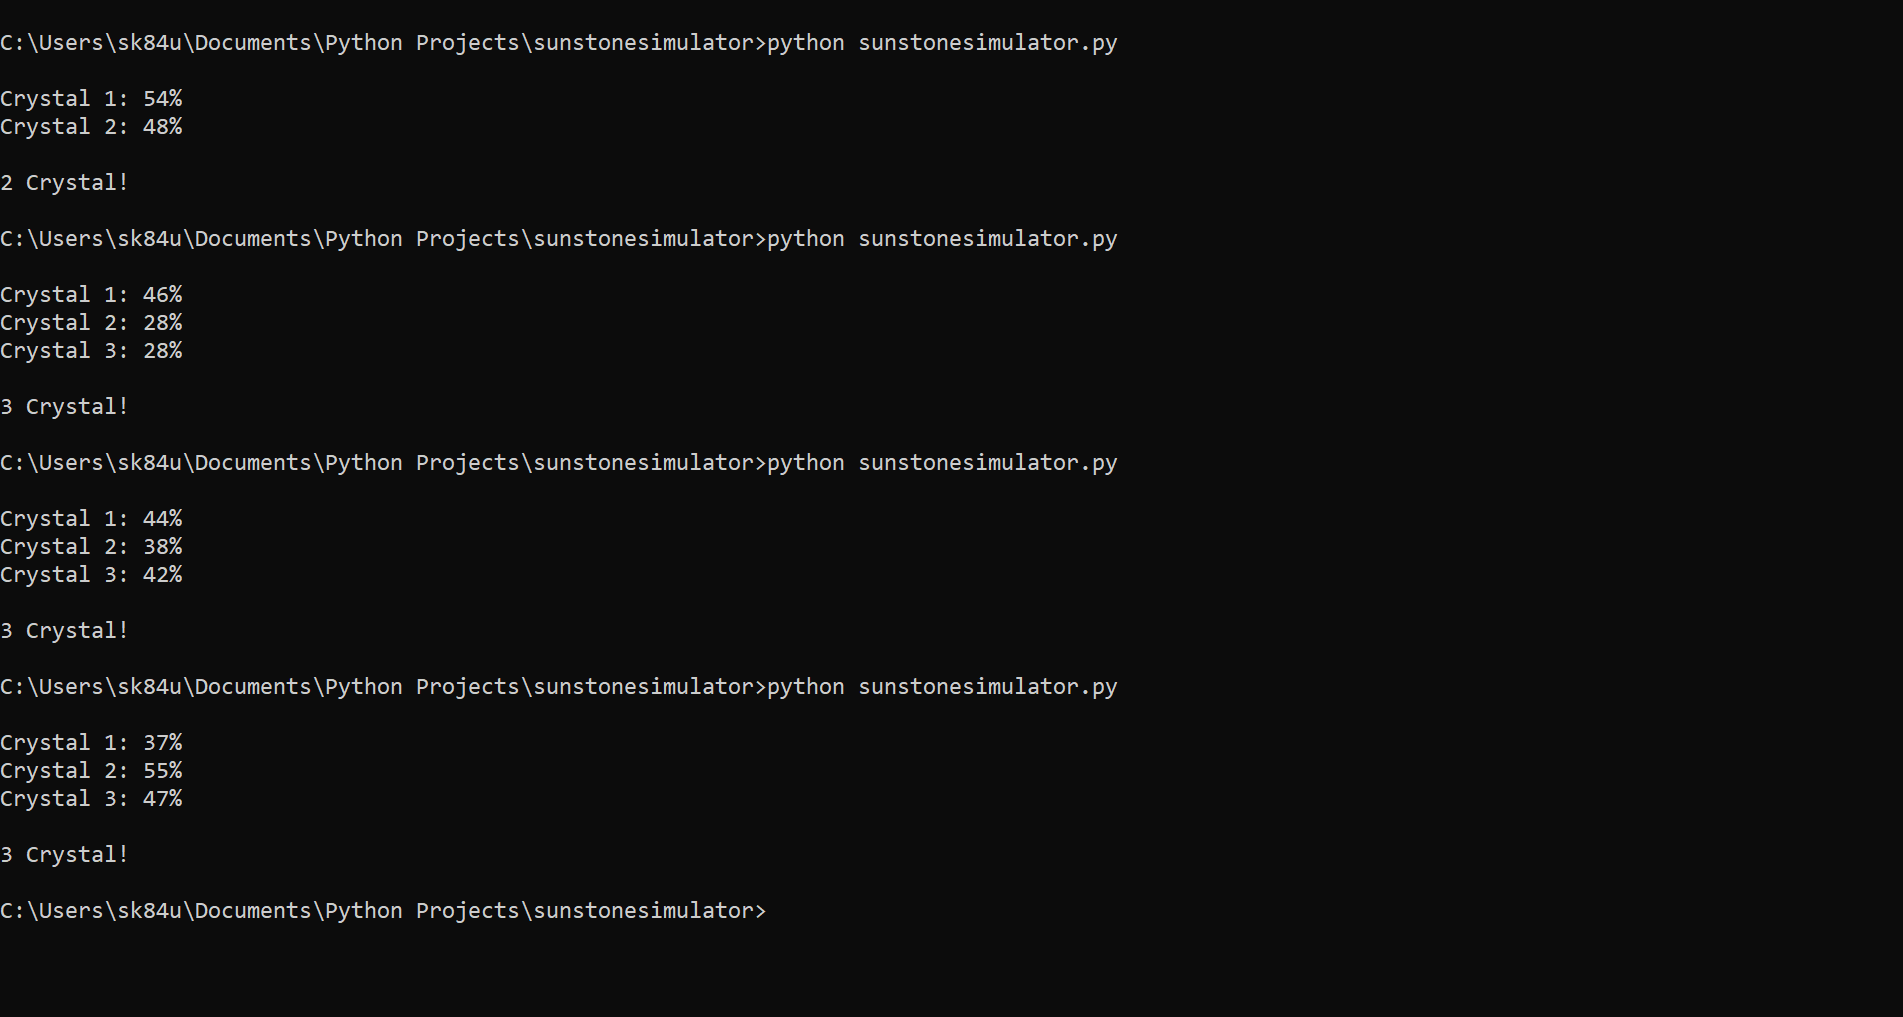 C:\Users\sk84u\Documents\Python Projects\sunstonesimulator>python sunstonesimulator.py
Crystal 1: 54%
Crystal 2: 48%
2 Crystal!
C:\Users\sk84u\Documents\Python Projects\sunstonesimulator>python sunstonesimulator.py
Crystal 1: 46%
Crystal 2: 28%
Crystal 3: 28%
3 Crystal!
C:\Users\sk84u\Documents\Python Projects\sunstonesimulator>python sunstonesimulator.py
Crystal 1: 44%
Crystal 2: 38%
Crystal 3: 42%
3 Crystal!
C:\Users\sk84u\Documents\Python Projects\sunstonesimulator>python sunstonesimulator.py
Crystal 1: 37%
Crystal 2: 55%
Crystal 3: 47%
3 Crystal!
C:\Users\sk84u\Documents\Python Projects\sunstonesimulator>